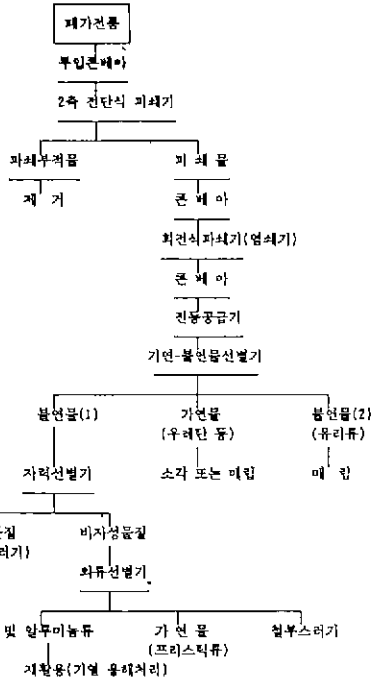 폐가전품
투입콘베아
2축 전단식 파쇄기
파쇄부적물
파 쇄 물
제 거
콘 베 아
회전식파쇄기(열쇄기)
콘 베 아
진동공급기
가연-불연물선별기
불연물(1)
가연물
불연물(2)
(우레탄 등)
(유리류)
자력선별기
소각 또는 매립
매 립
비자성물질
와류선별기
및 알루미늄류
가 연 물
철부스러기
(프라스틱류)
재활용(가열 용해처리)